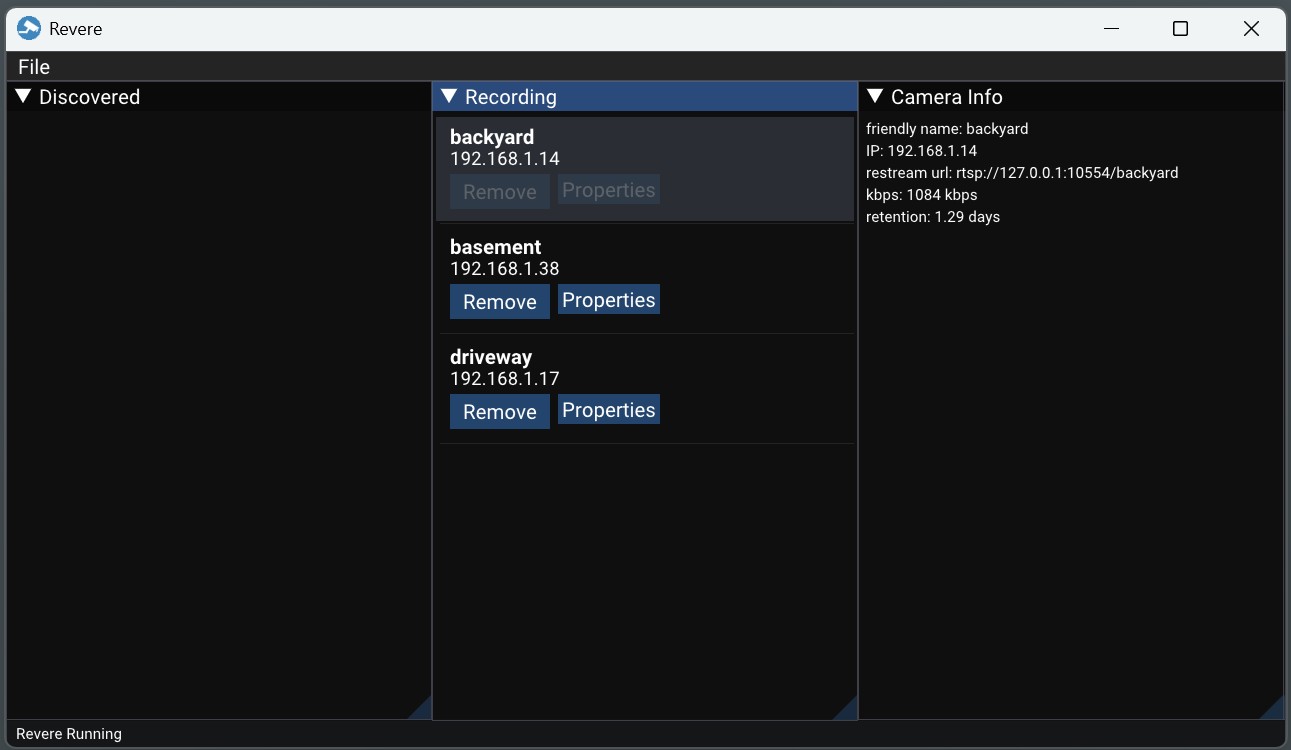 Revere
File
Discovered
Recording
backyard
192.168.1.14
Remove Properties
basement
192.168.1.38
Remove Properties
driveway
192.168.1.17
Remove Properties
Camera Info
friendly name: backyard
IP: 192.168.1.14
restream url: rtsp://127.0.0.1:10554/backyard
kbps: 1084 kbps
retention: 1.29 days
Revere Running